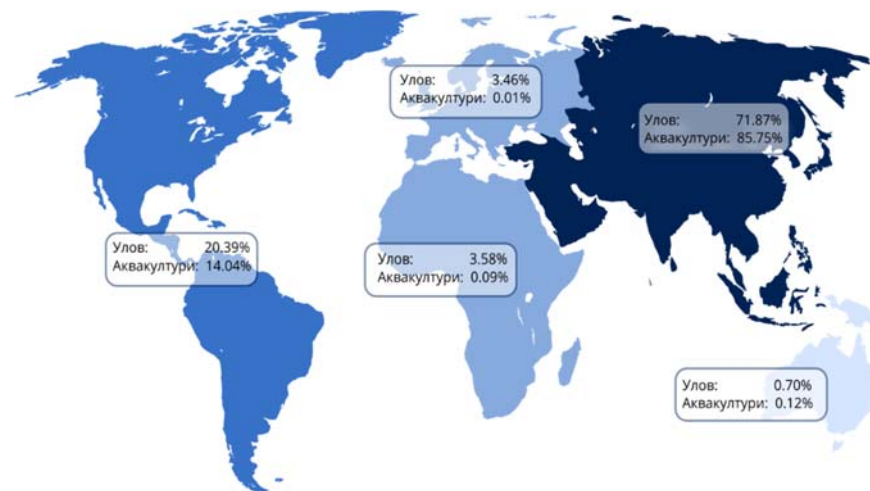 Улов: 3.46%
Аквакултури: 0.01%
Улов: 71.87%
Аквакултури: 85.75%
Улов: 20.39%
Аквакултури: 14.04%
Улов: 3.58%
Аквакултури: 0.09%
Улов: 0.70%
Аквакултури: 0.12%